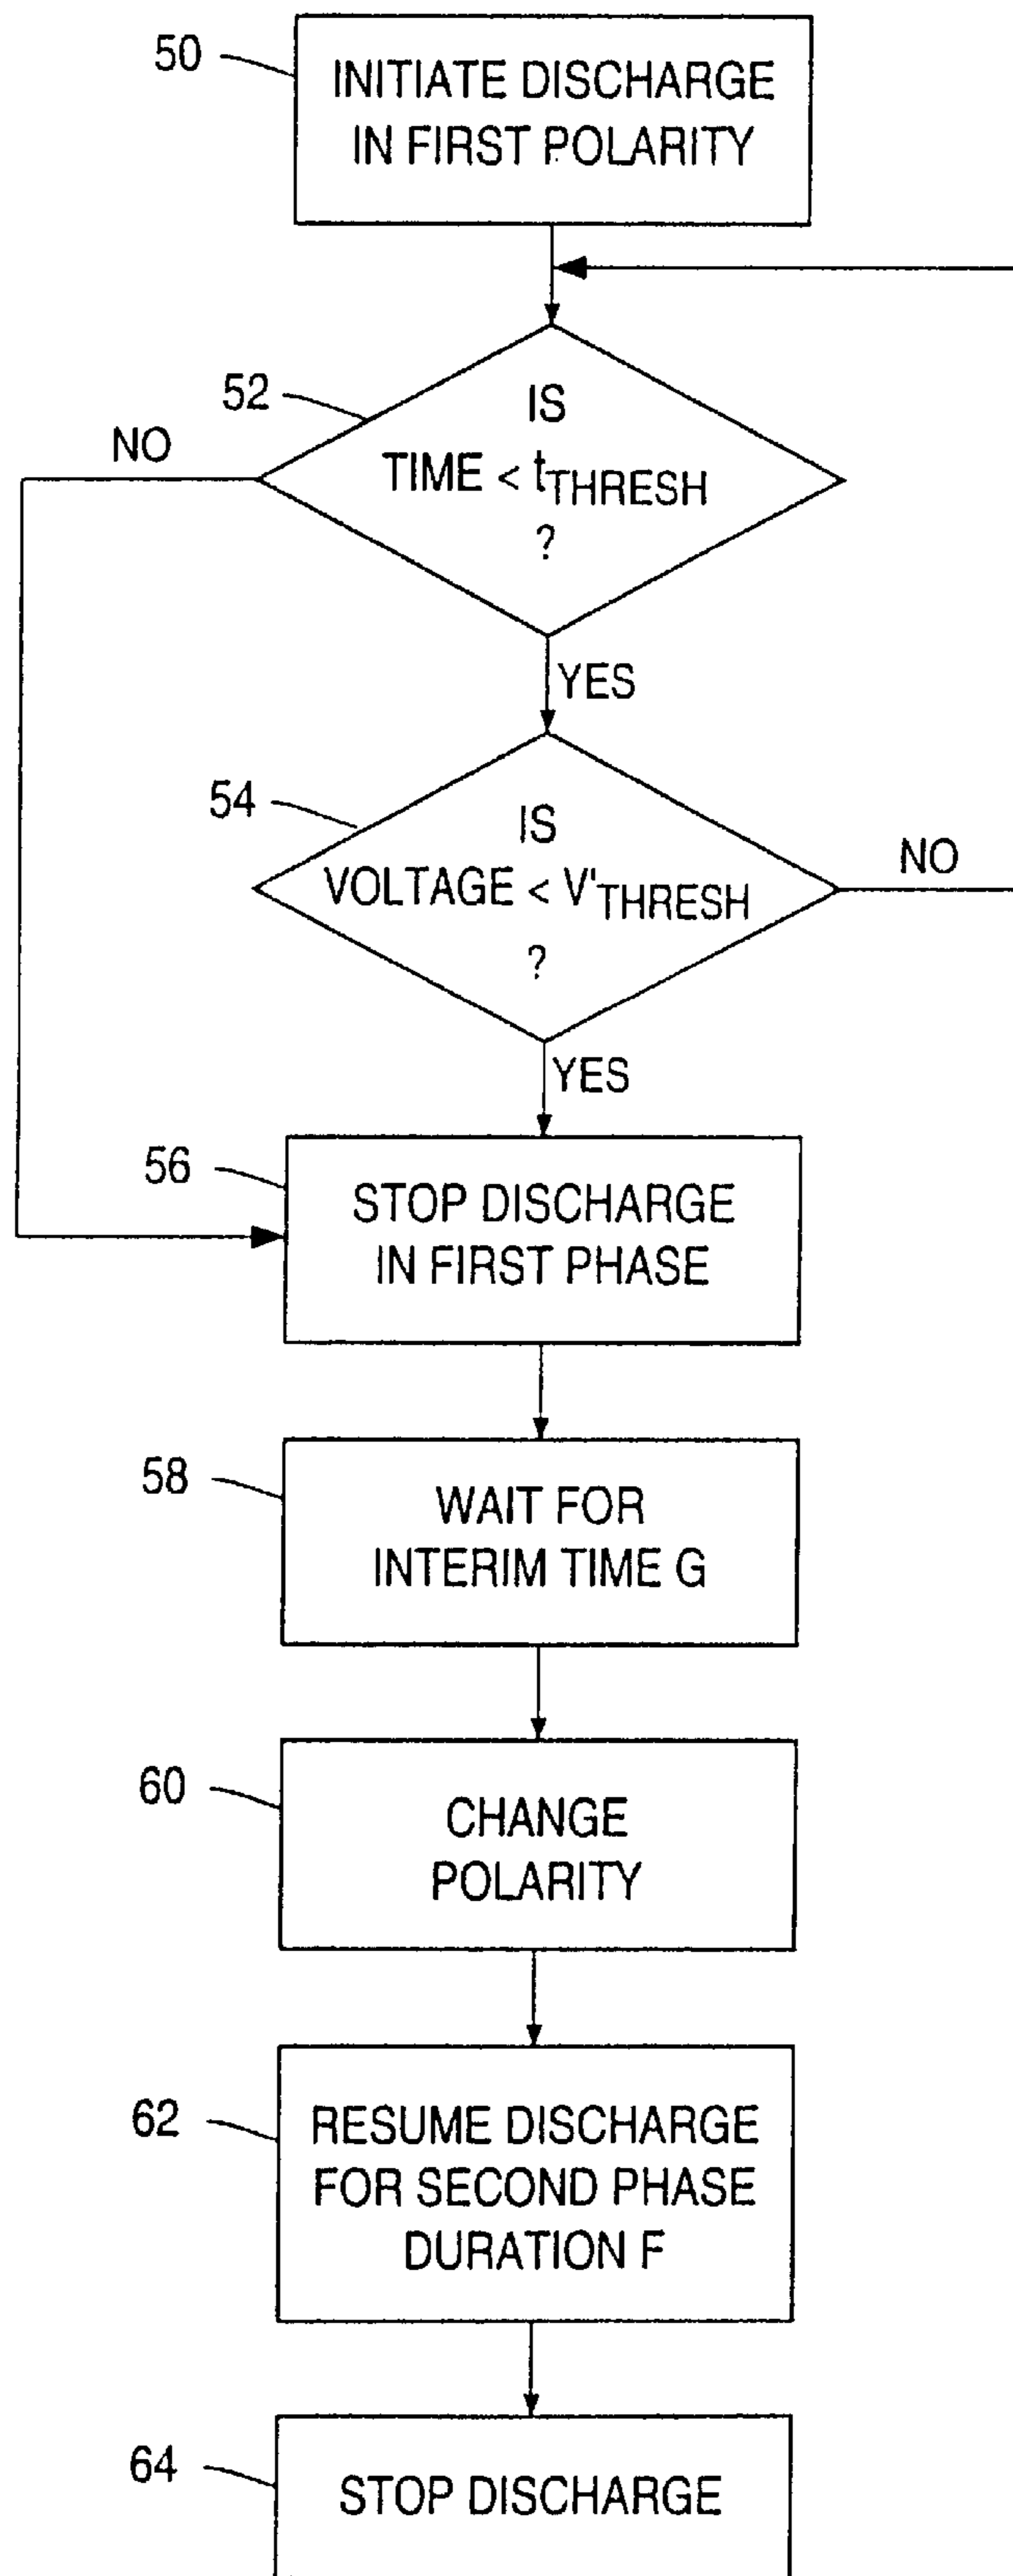 50
INITIATE DISCHARGE
IN FIRST POLARITY
52
IS
NO
TIME < tTHRESH
?
YES
54
IS
NO
VOLTAGE < V'THRESH
?
YES
56
STOP DISCHARGE
IN FIRST PHASE
58
WAIT FOR
INTERIM TIME G
60
CHANGE
POLARITY
62
RESUME DISCHARGE
FOR SECOND PHASE
DURATION F
64
STOP DISCHARGE